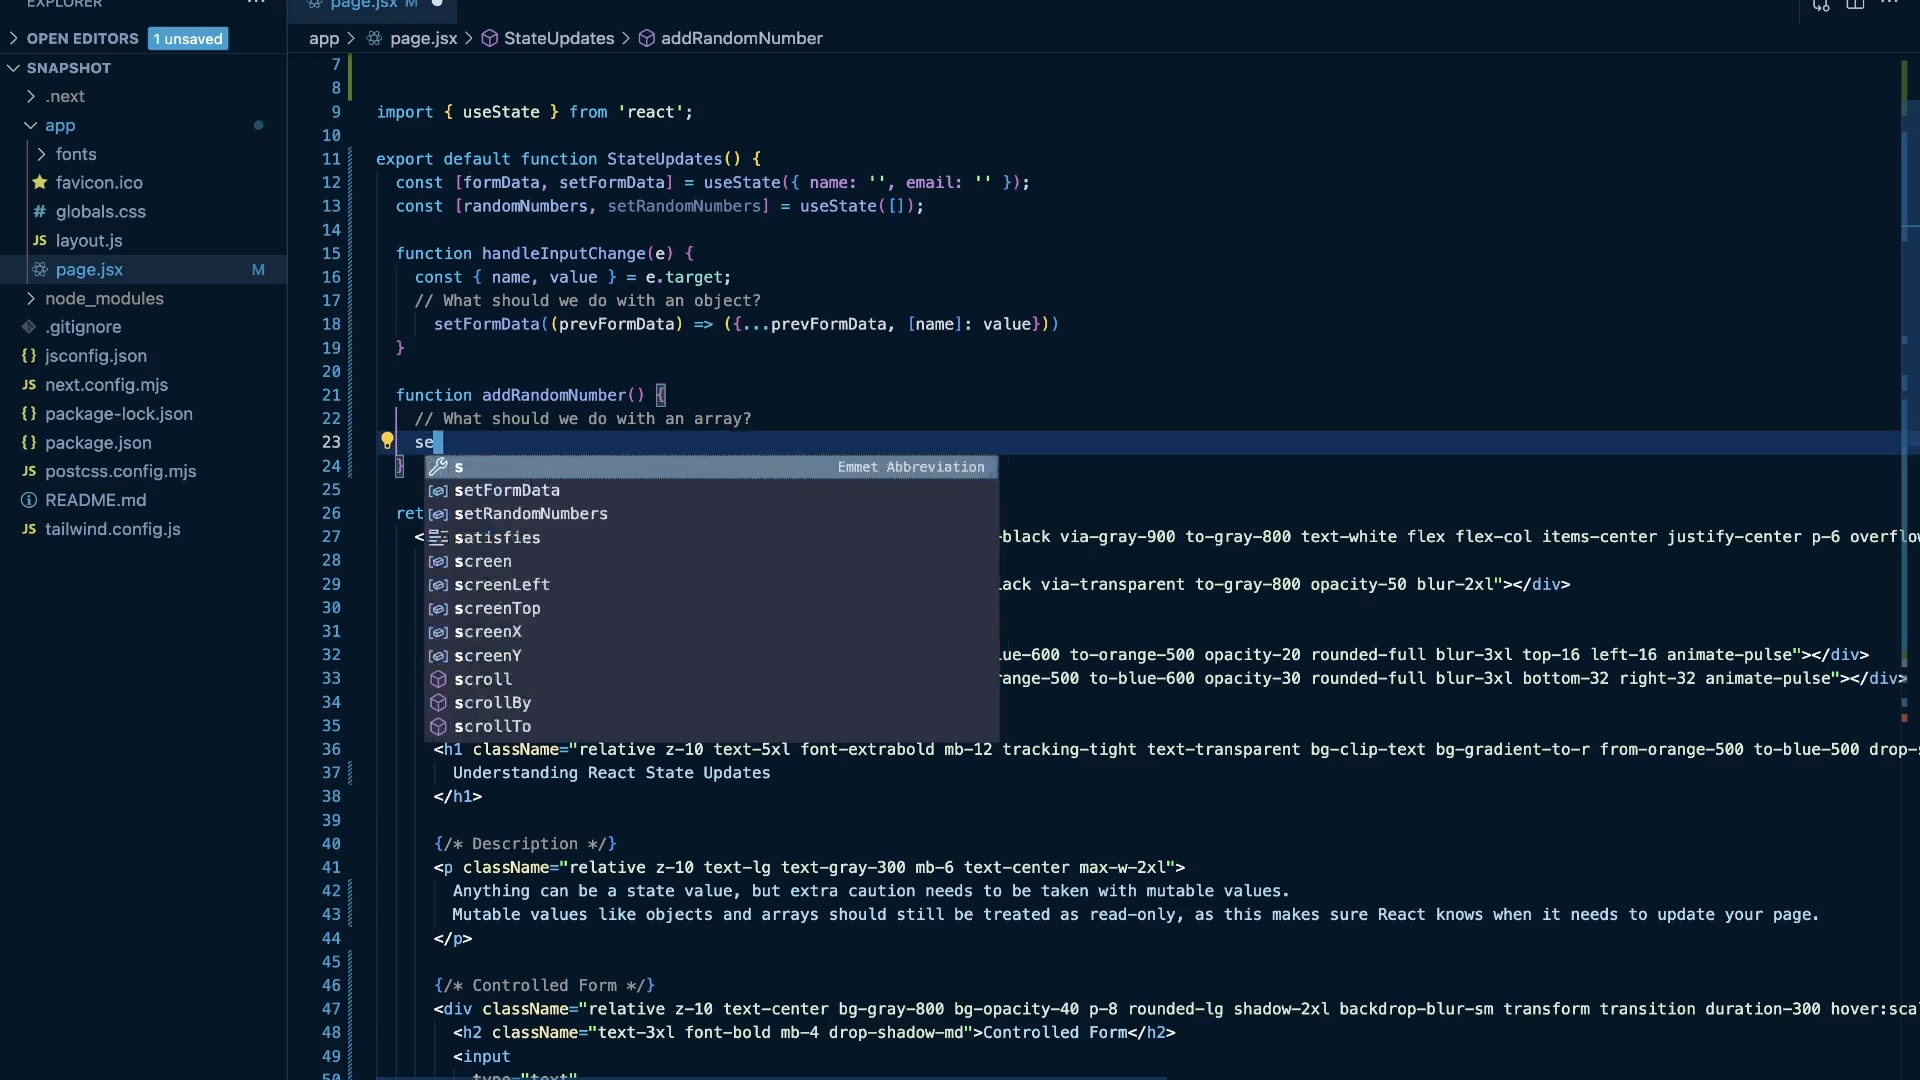 EXPLORER
page.jsx M
OPEN EDITORS 1 unsaved
app > page.jsx > StateUpdates > addRandomNumber
SNAPSHOT
.next
app
fonts
favicon.ico
# globals.css
JS layout.js
page.jsx M
node_modules
.gitignore
{} jsconfig.json
JS next.config.mjs
{} package-lock.json
{} package.json
JS postcss.config.mjs
README.md
JS tailwind.config.js
7
8
9 import { useState } from 'react';
10
11 export default function StateUpdates() {
12 const [formData, setFormData] = useState({ name: '', email: '' });
13 const [randomNumbers, setRandomNumbers] = useState([]);
14
15 function handleInputChange(e) {
16 const { name, value } = e.target;
17 // What should we do with an object?
18 setFormData((prevFormData) => ({...prevFormData, [name]: value}))
19 }
20
21 function addRandomNumber() {
22 // What should we do with an array?
23 se
24 }
s Emmet Abbreviation
setFormData
setRandomNumbers
satisfies
screen
screenLeft
screenTop
screenX
screenY
scroll
scrollBy
scrollTo
25
26 ret
27 < -black via-gray-900 to-gray-800 text-white flex flex-col items-center justify-center p-6 overflow
28
29 ack via-transparent to-gray-800 opacity-50 blur-2xl"></div>
30
31
32 ue-600 to-orange-500 opacity-20 rounded-full blur-3xl top-16 left-16 animate-pulse"></div>
33 range-500 to-blue-600 opacity-30 rounded-full blur-3xl bottom-32 right-32 animate-pulse"></div>
34
35
36 <h1 className="relative z-10 text-5xl font-extrabold mb-12 tracking-tight text-transparent bg-clip-text bg-gradient-to-r from-orange-500 to-blue-500 drop-s
37 Understanding React State Updates
38 </h1>
39
40 {/* Description */}
41 <p className="relative z-10 text-lg text-gray-300 mb-6 text-center max-w-2xl">
42 Anything can be a state value, but extra caution needs to be taken with mutable values.
43 Mutable values like objects and arrays should still be treated as read-only, as this makes sure React knows when it needs to update your page.
44 </p>
45
46 {/* Controlled Form */}
47 <div className="relative z-10 text-center bg-gray-800 bg-opacity-40 p-8 rounded-lg shadow-2xl backdrop-blur-sm transform transition duration-300 hover:sca
48 <h2 className="text-3xl font-bold mb-4 drop-shadow-md">Controlled Form</h2>
49 <input
50 type="text"